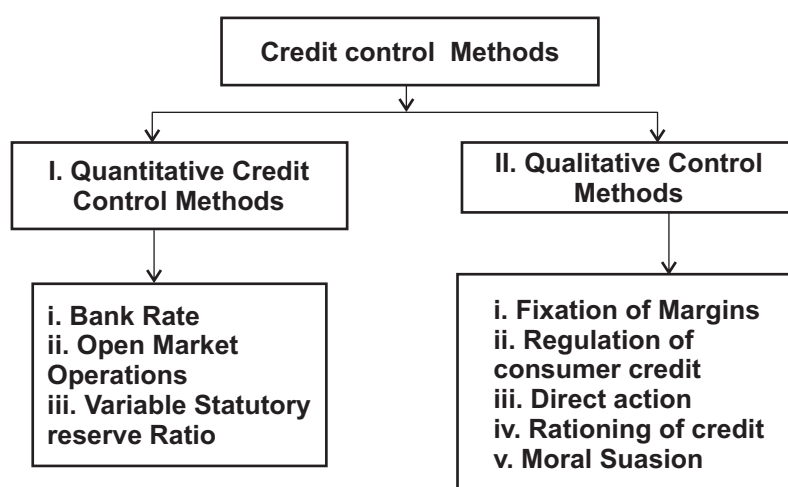 Credit control Methods
I. Quantitative Credit
Control Methods
II. Qualitative Control
Methods
i. Bank Rate
ii. Open Market
Operations
iii. Variable Statutory
reserve Ratio
i. Fixation of Margins
ii. Regulation of
consumer credit
iii. Direct action
iv. Rationing of credit
v. Moral Suasion